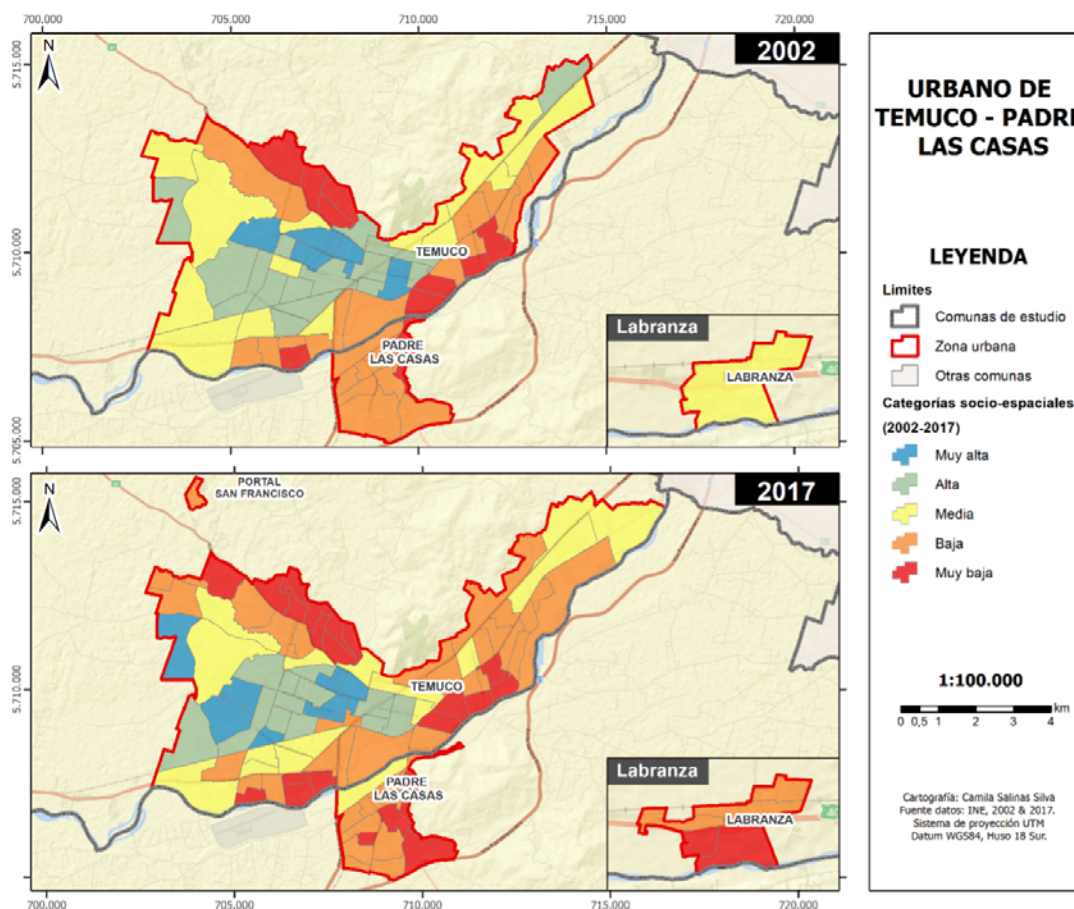 700.000 705.000 710.000 715.000 720.000
N
2002
5.715.000
5.710.000
5.705.000
TEMUCO
PADRE
LAS CASAS
Labranza
LABRANZA
40
N
2017
PORTAL
SAN FRANCISCO
5.715.000
5.710.000
TEMUCO
PADRE
LAS CASAS
Labranza
LABRANZA
40
700.000 705.000 710.000 715.000 720.000
URBANO DE
TEMUCO - PADRE
LAS CASAS
LEYENDA
Límites
Comunas de estudio
Zona urbana
Otras comunas
Categorías socio-espaciales
(2002-2017)
Muy alta
Alta
Media
Baja
Muy baja
1:100.000
0 0,5 1 2 3 4 km
Cartografía: Camila Salinas Silva
Fuente datos: INE, 2002 & 2017.
Sistema de proyección UTM
Datum WGS84, Huso 18 Sur.